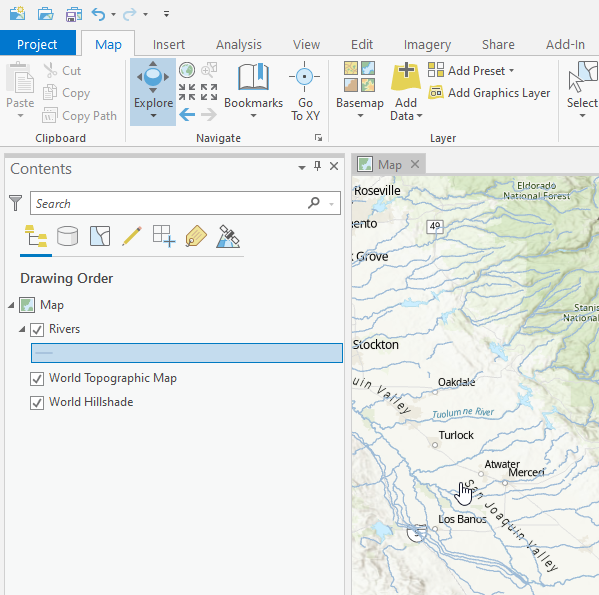 Project Map Insert Analysis View Edit Imagery Share Add-In
Paste
Cut
Copy
Copy Path
Clipboard
Explore
Bookmarks
Go
To XY
Navigate
Basemap
Add
Data
Add Preset
Add Graphics Layer
Layer
Select
Contents
Search
Drawing Order
Map
Rivers
World Topographic Map
World Hillshade
Map
Roseville
Eldorado
National Forest
ento
49
k Grove
Stanis
National
Stockton
uin Valley
Oakdale
Tuolumne River
Turlock
Atwater
Merced
San Joaquin Valley
Los Banos
5